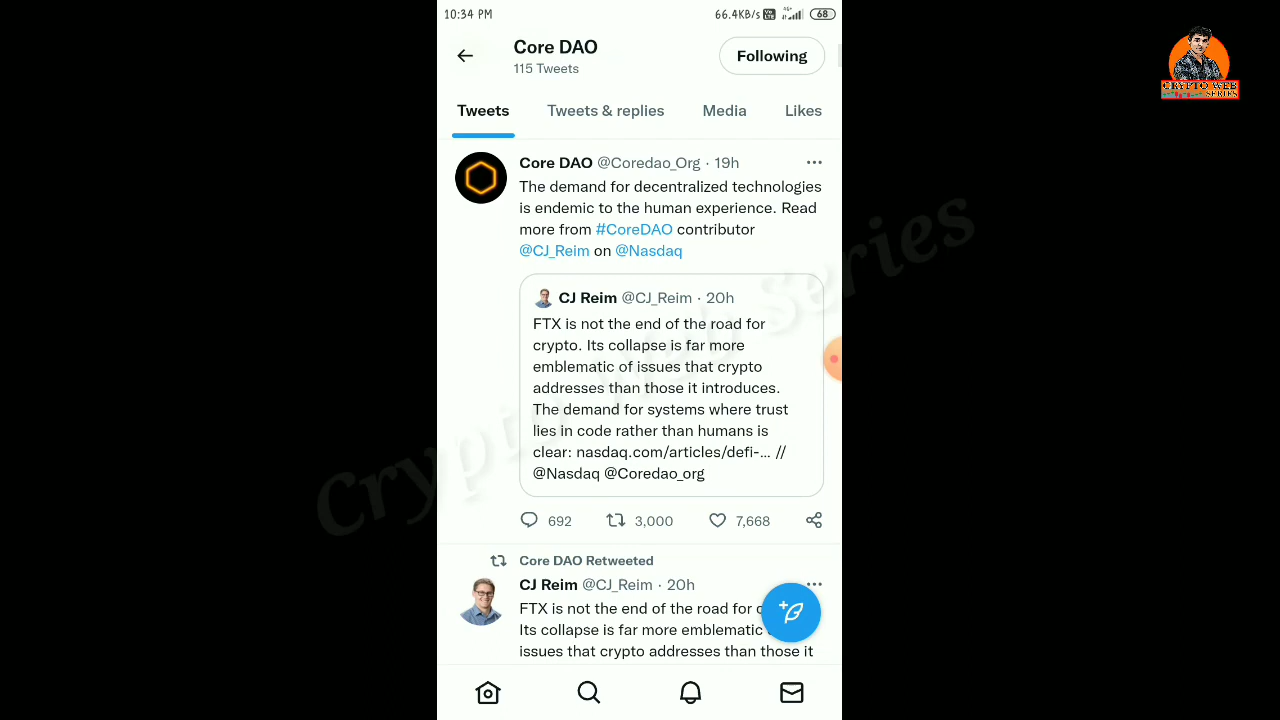 10:34 PM
66.4KB/s
68
Core DAO
115 Tweets
Following
Tweets
Tweets & replies
Media
Likes
Core DAO @Coredao_Org · 19h
The demand for decentralized technologies
is endemic to the human experience. Read
more from #CoreDAO contributor
@CJ_Reim on @Nasdaq
CJ Reim @CJ_Reim · 20h
FTX is not the end of the road for
crypto. Its collapse is far more
emblematic of issues that crypto
addresses than those it introduces.
The demand for systems where trust
lies in code rather than humans is
clear: nasdaq.com/articles/defi-... //
@Nasdaq @Coredao_org
692
3,000
7,668
Core DAO Retweeted
CJ Reim @CJ_Reim · 20h
FTX is not the end of the road for
Its collapse is far more emblematic
issues that crypto addresses than those it
CRYPTO WEB
SERIES
Crypto Web Series